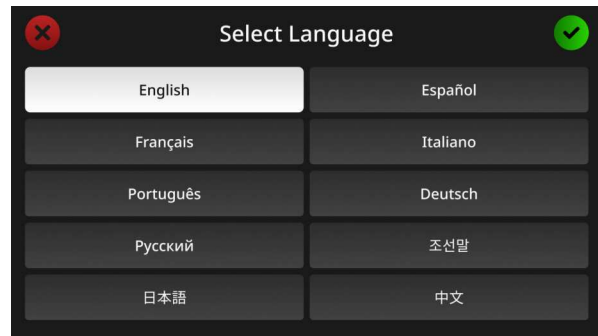 Select Language
English
Español
Français
Italiano
Português
Deutsch
Русский
조선말
日本語
中文